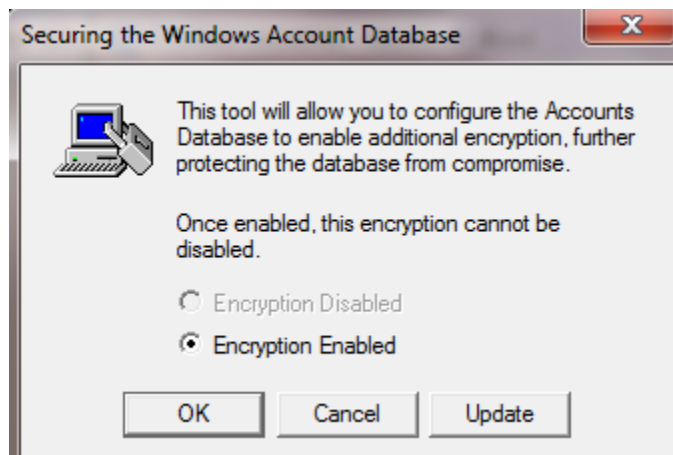 Securing the Windows Account Database
This tool will allow you to configure the Accounts
Database to enable additional encryption, further
protecting the database from compromise.
Once enabled, this encryption cannot be
disabled.
Encryption Disabled
Encryption Enabled
OK Cancel Update